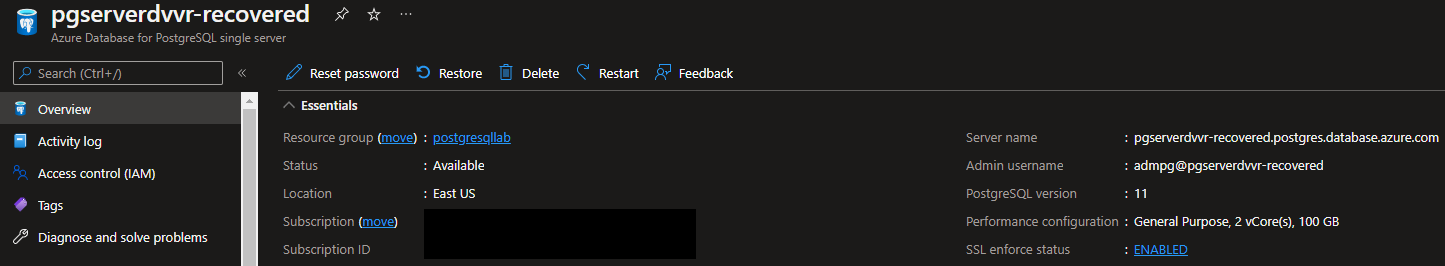 pgserverdvvr-recovered
Azure Database for PostgreSQL single server
Search (Ctrl+/)
Overview
Activity log
Access control (IAM)
Tags
Diagnose and solve problems
Reset password Restore Delete Restart Feedback
Essentials
Resource group (move) : postgresqllab
Status : Available
Location : East US
Subscription (move)
Subscription ID
Server name : pgserverdvvr-recovered.postgres.database.azure.com
Admin username : admpg@pgserverdvvr-recovered
PostgreSQL version : 11
Performance configuration : General Purpose, 2 vCore(s), 100 GB
SSL enforce status : ENABLED